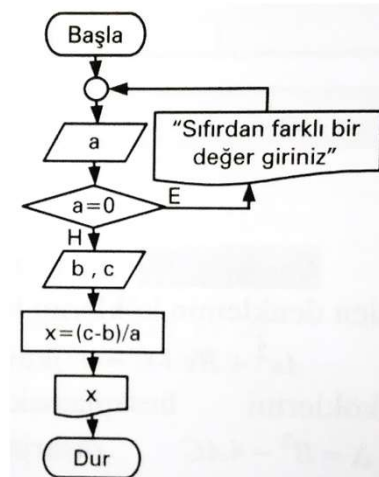 Başla
a
"Sıfırdan farklı bir
değer giriniz"
a=0
E
H
b , c
x=(c-b)/a
x
Dur